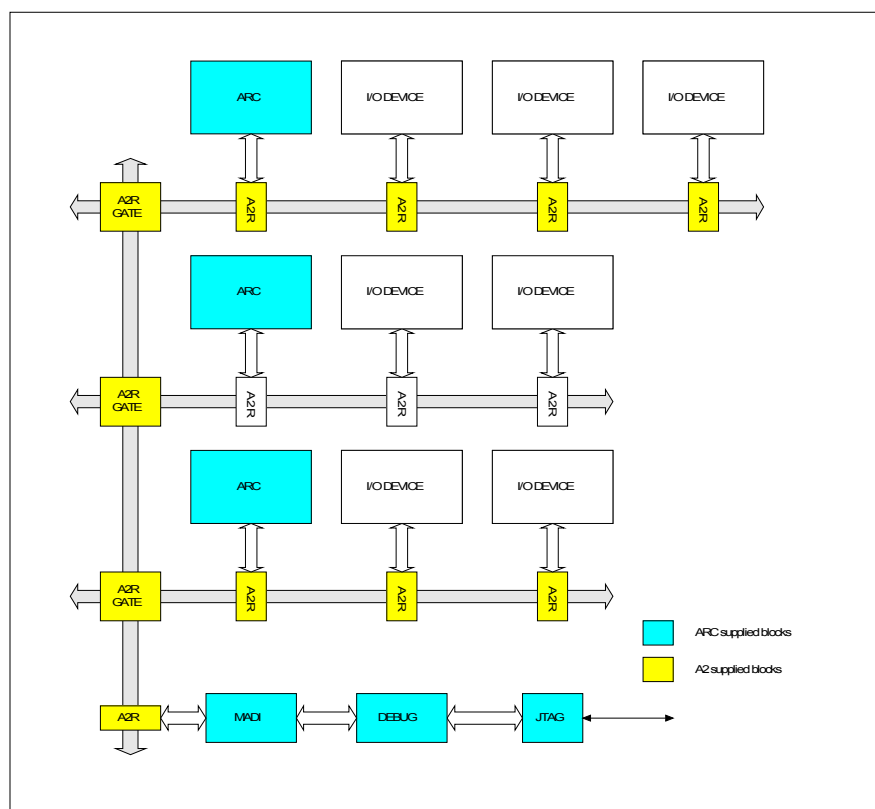 ARC
I/O DEVICE
I/O DEVICE
I/O DEVICE
A2R
GATE
A2R
A2R
A2R
A2R
ARC
I/O DEVICE
I/O DEVICE
A2R
GATE
A2R
A2R
A2R
ARC
I/O DEVICE
I/O DEVICE
A2R
GATE
A2R
A2R
A2R
ARC supplied blocks
A2 supplied blocks
A2R
MADI
DEBUG
JTAG